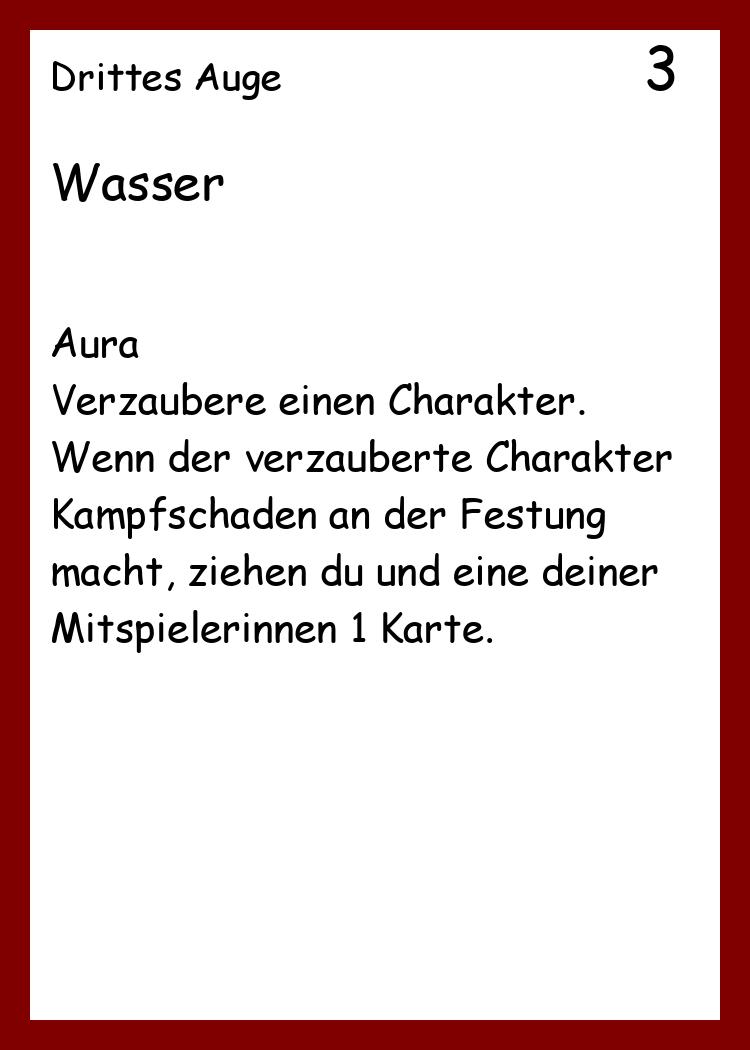 Drittes Auge 3
Wasser
Aura
Verzaubere einen Charakter.
Wenn der verzauberte Charakter
Kampfschaden an der Festung
macht, ziehen du und eine deiner
Mitspielerinnen 1 Karte.